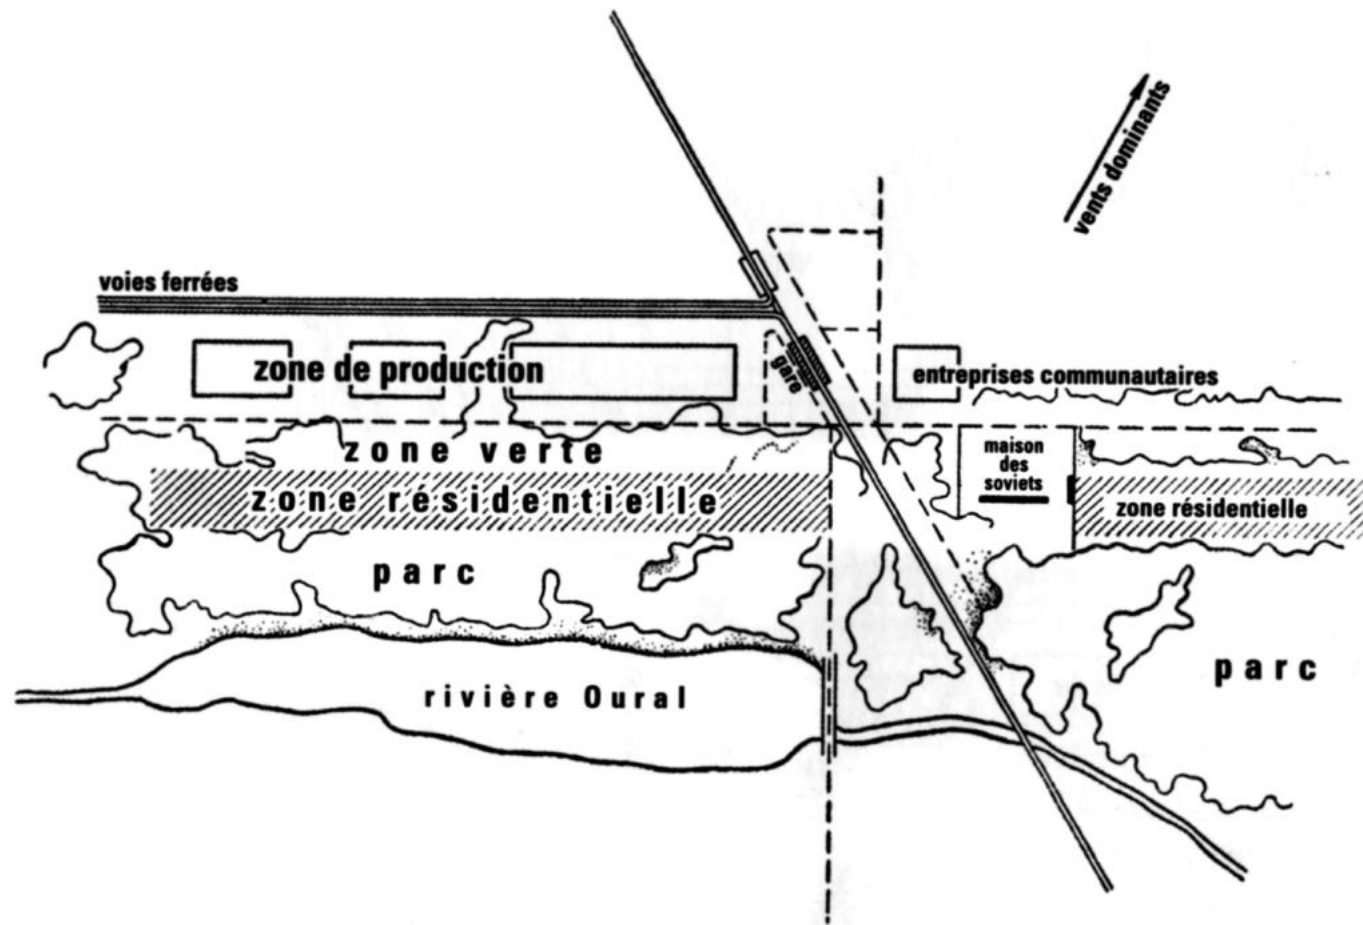 vents dominants
voies ferrées
zone de production
gare
entreprises communautaires
zone verte
maison
des
soviets
zone résidentielle
zone résidentielle
parc
parc
rivière Oural